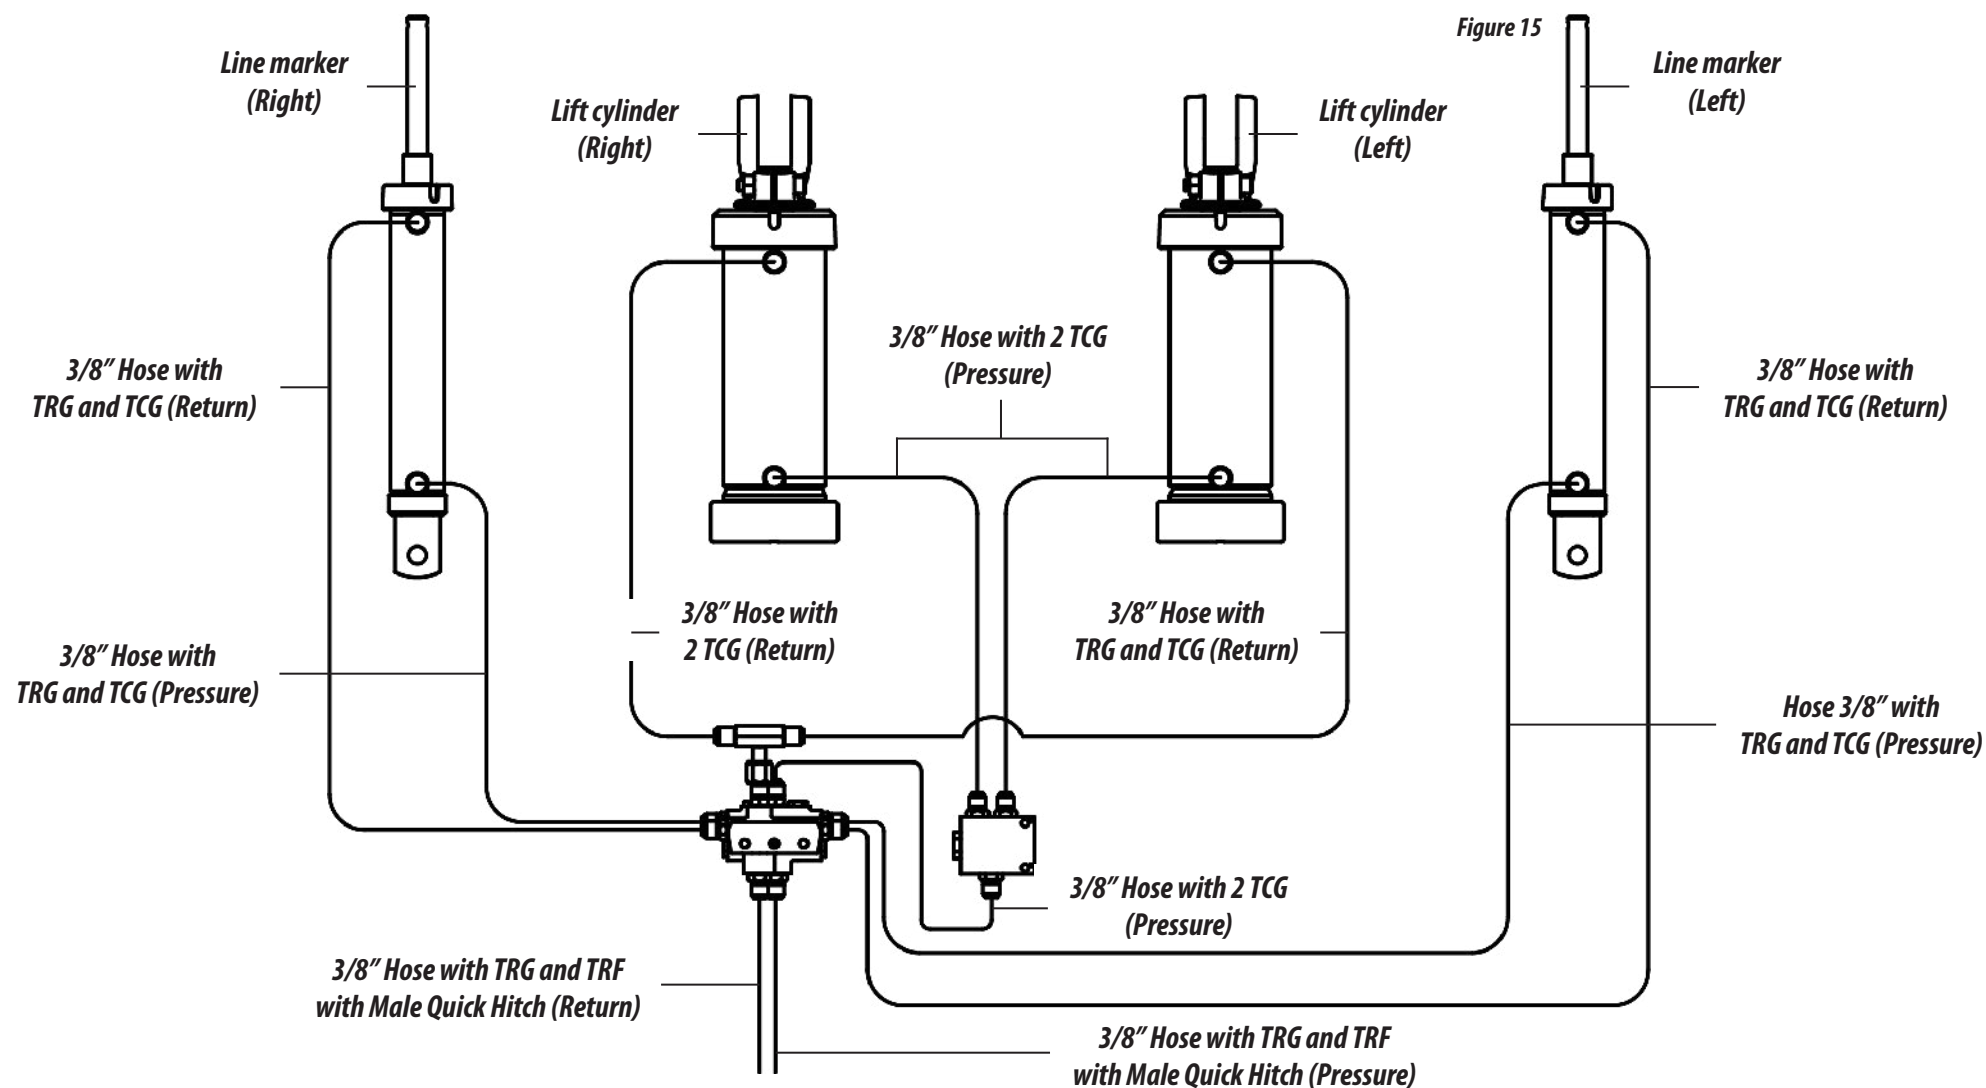 Figure 15
Line marker
(Right)
Lift cylinder
(Right)
Lift cylinder
(Left)
Line marker
(Left)
3/8″ Hose with 2 TCG
(Pressure)
3/8″ Hose with
TRG and TCG (Return)
3/8″ Hose with
TRG and TCG (Return)
3/8″ Hose with
2 TCG (Return)
3/8″ Hose with
TRG and TCG (Return)
3/8″ Hose with
TRG and TCG (Pressure)
Hose 3/8″ with
TRG and TCG (Pressure)
3/8″ Hose with 2 TCG
(Pressure)
3/8″ Hose with TRG and TRF
with Male Quick Hitch (Return)
3/8″ Hose with TRG and TRF
with Male Quick Hitch (Pressure)